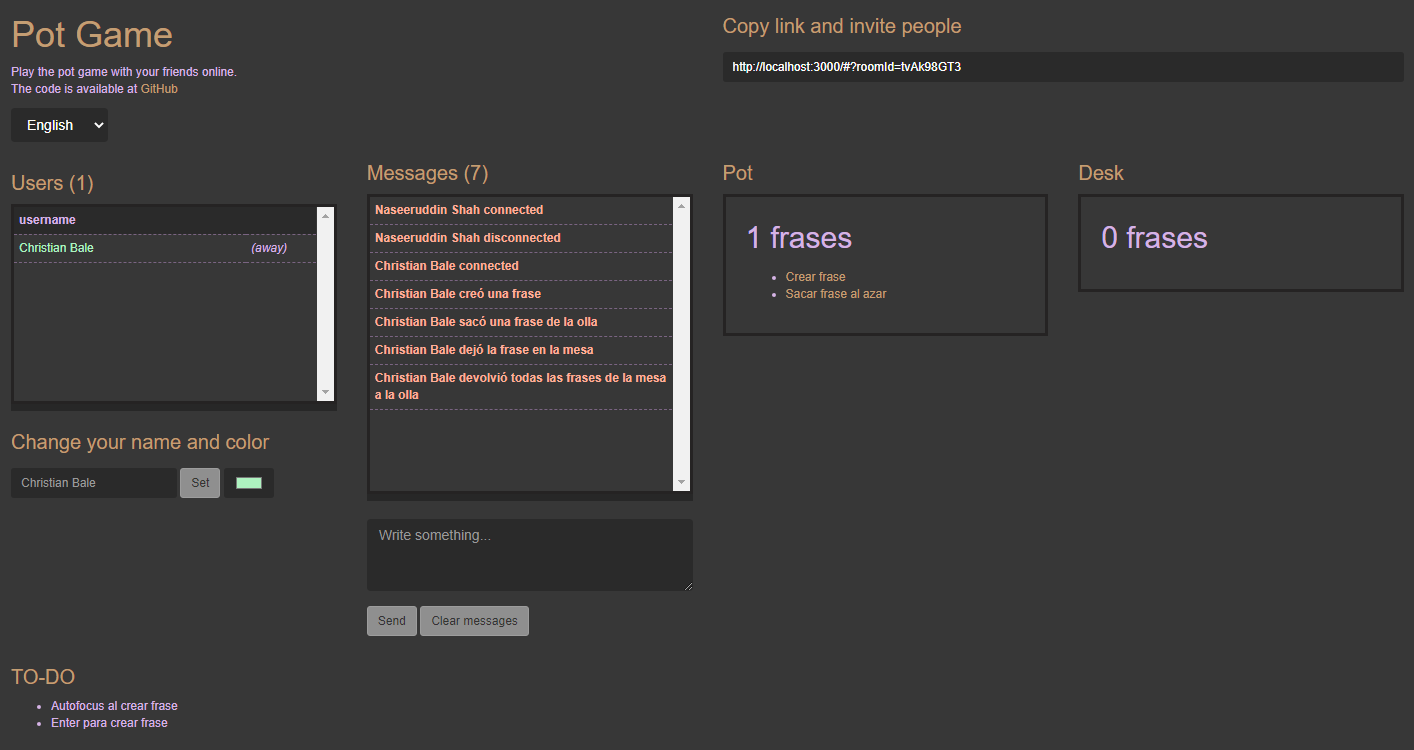 Pot Game
Play the pot game with your friends online.
The code is available at GitHub
English
Copy link and invite people
http://localhost:3000/#?roomId=tvAk98GT3
Users (1)
username
Christian Bale (away)
Change your name and color
Christian Bale Set
Messages (7)
Naseeruddin Shah connected
Naseeruddin Shah disconnected
Christian Bale connected
Christian Bale creó una frase
Christian Bale sacó una frase de la olla
Christian Bale dejó la frase en la mesa
Christian Bale devolvió todas las frases de la mesa
a la olla
Write something...
Send Clear messages
Pot
1 frases
Crear frase
Sacar frase al azar
Desk
0 frases
TO-DO
Autofocus al crear frase
Enter para crear frase